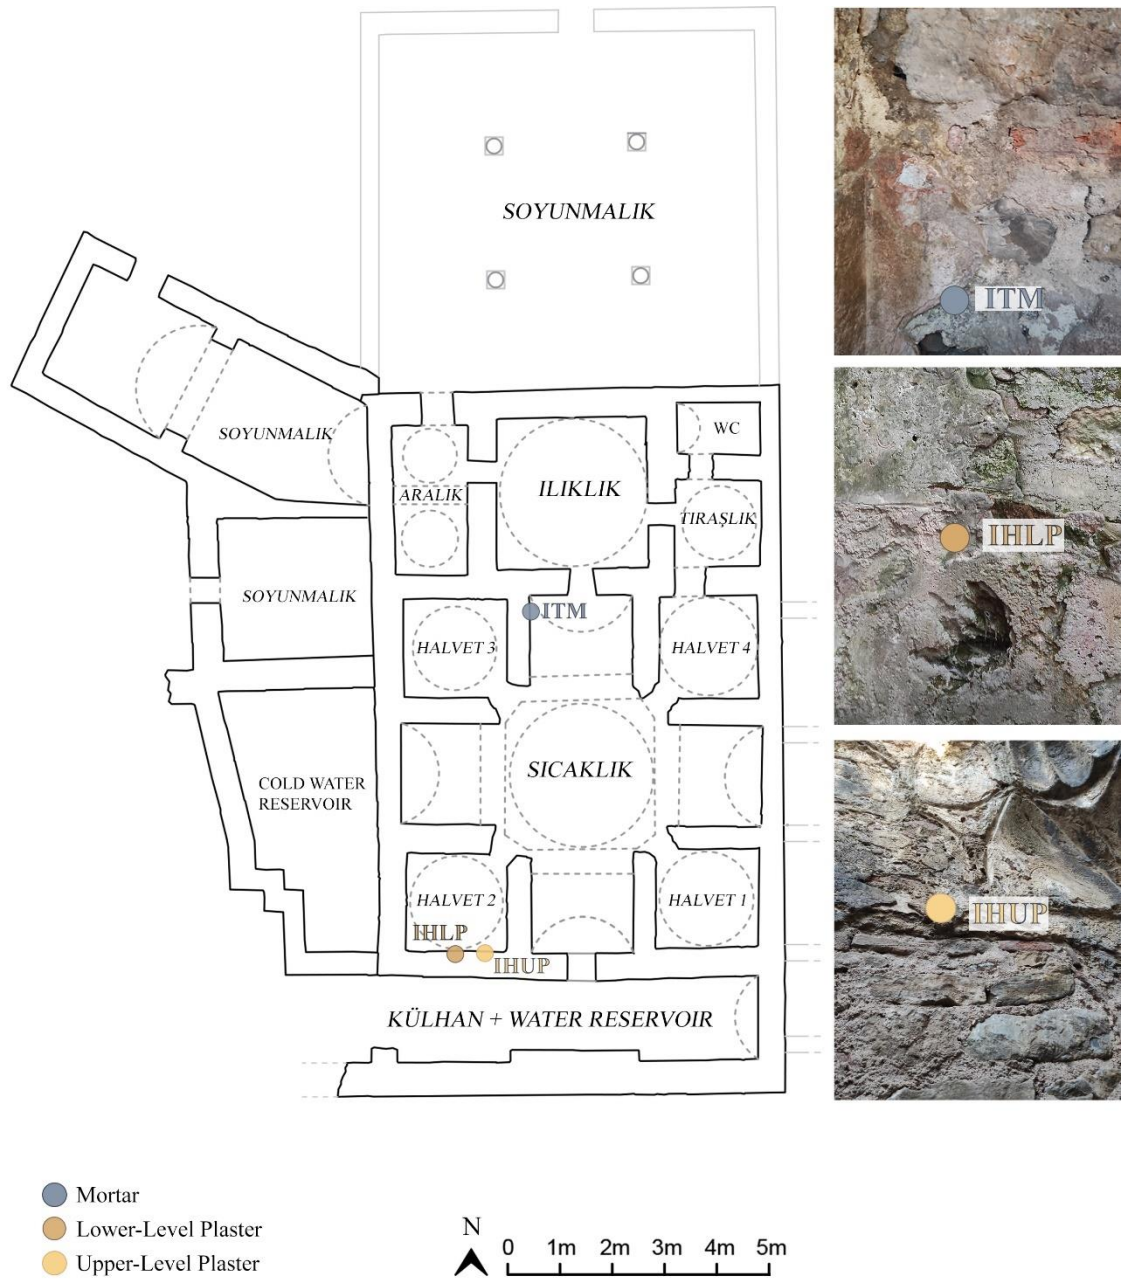 SOYUNMALIK
ITM
SOYUNMALIK
WC
ILIKLIK
ARALIK
TIRAŞLIK
IHLP
SOYUNMALIK
ITM
HALVET 3
HALVET 4
SICAKLIK
COLD WATER
RESERVOIR
HALVET 2
HALVET 1
IHUP
IHLP
IHUP
KÜLHAN + WATER RESERVOIR
Mortar
Lower-Level Plaster
Upper-Level Plaster
N
0 1m 2m 3m 4m 5m